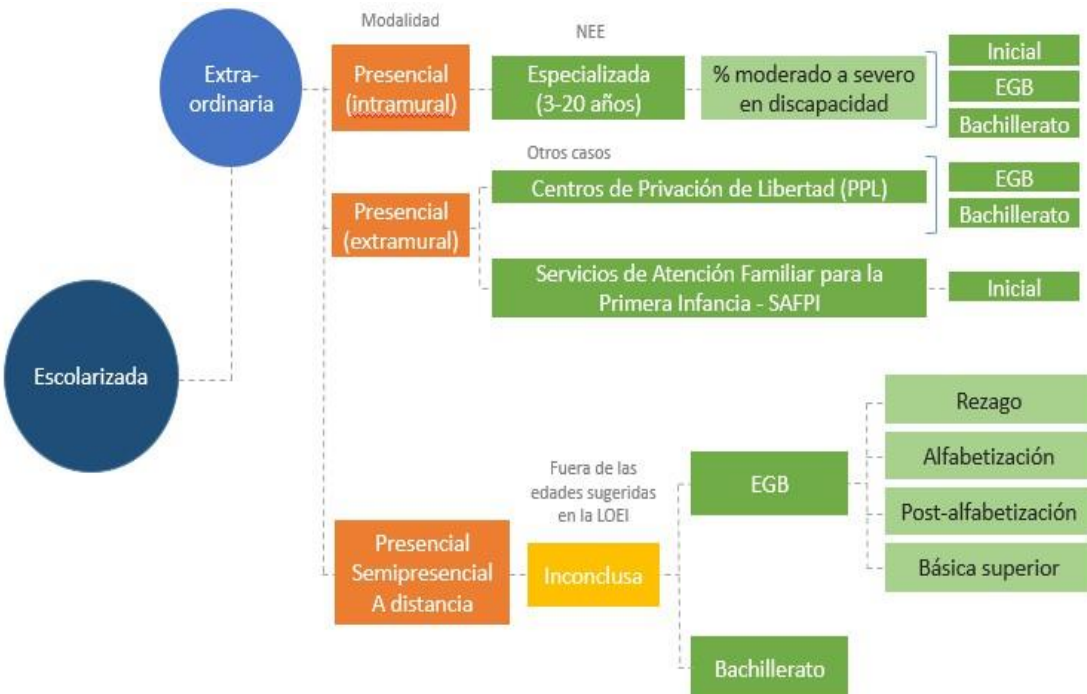 Modalidad
NEE
Extra-
ordinaria
Presencial
(intramural)
Especializada
(3-20 años)
% moderado a severo
en discapacidad
Inicial
EGB
Bachillerato
Otros casos
Presencial
(extramural)
Centros de Privación de Libertad (PPL)
EGB
Bachillerato
Servicios de Atención Familiar para la
Primera Infancia - SAFPI
Inicial
Escolarizada
Presencial
Semipresencial
A distancia
Fuera de las
edades sugeridas
en la LOEI
Inconclusa
EGB
Rezago
Alfabetización
Post-alfabetización
Básica superior
Bachillerato